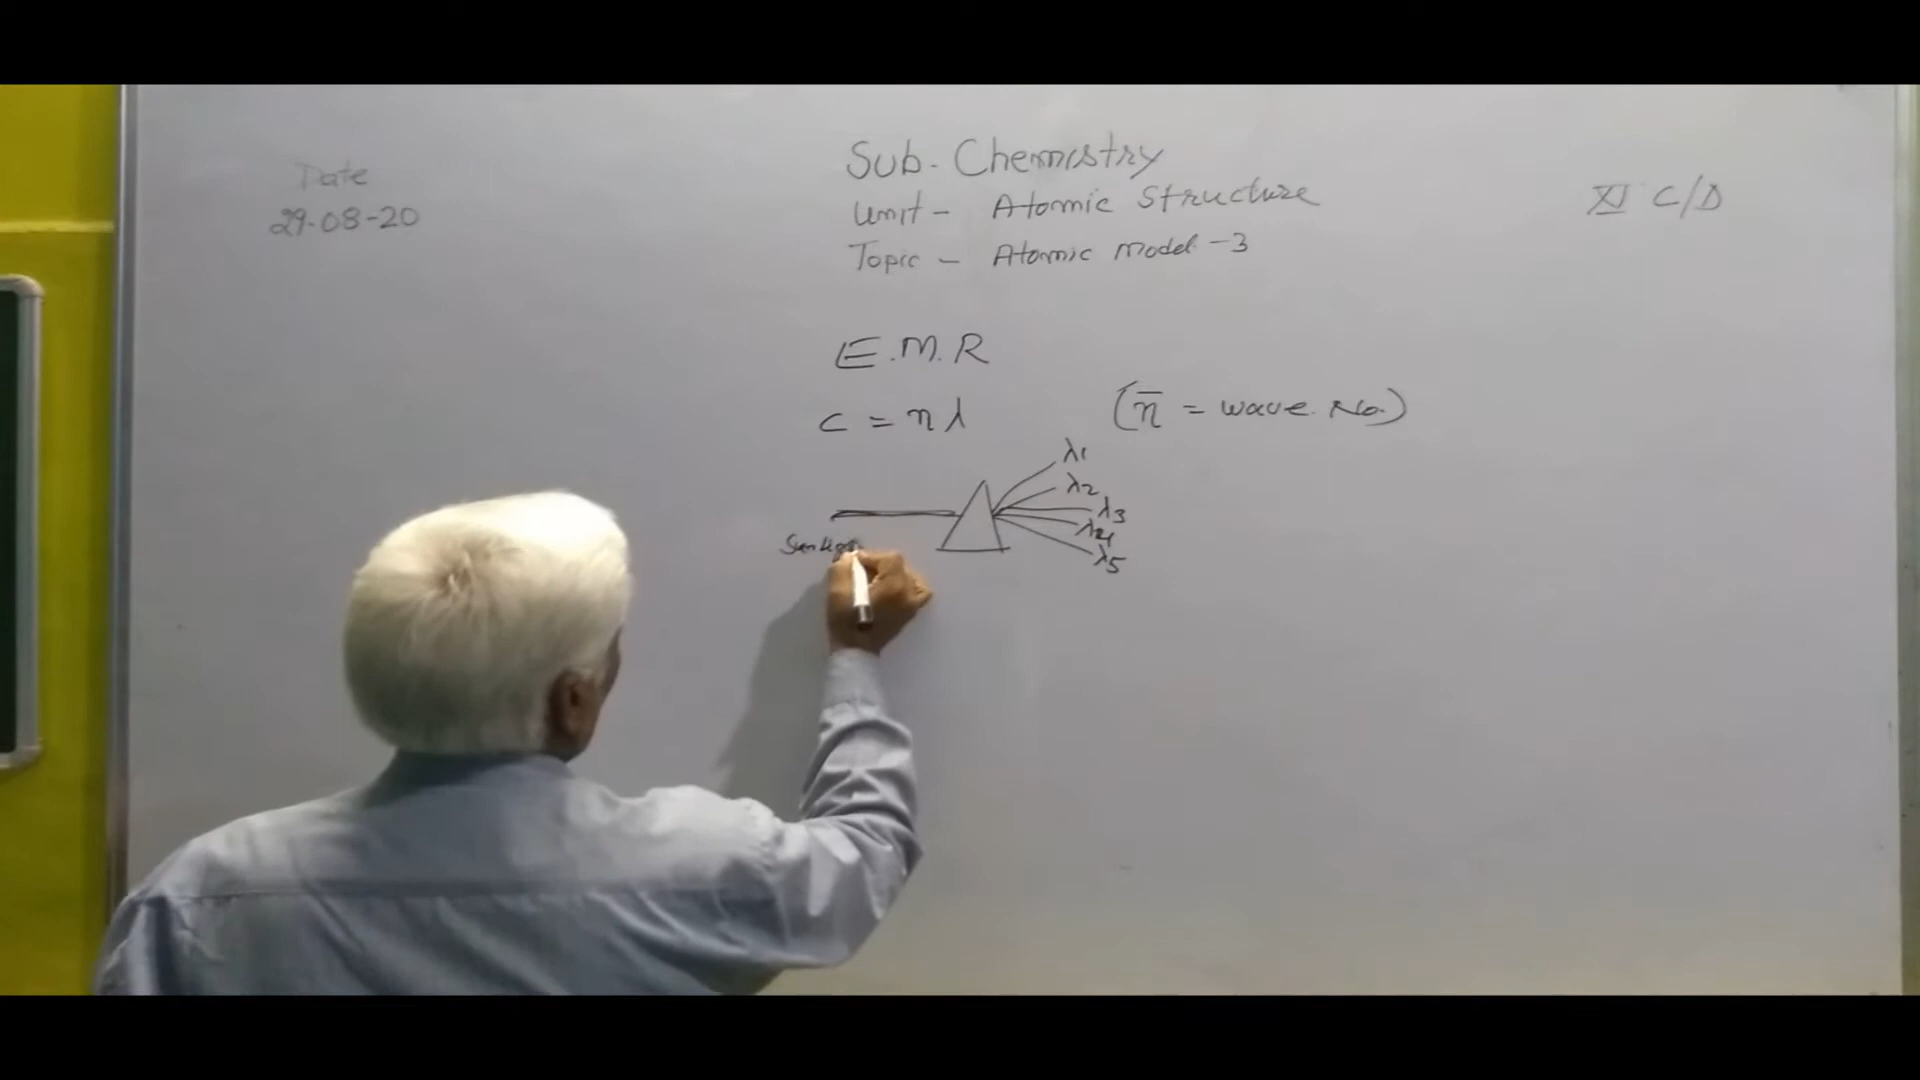 Date
29-08-20
Sub- Chemistry
Unit - Atomic Structure
Topic - Atomic Model -3
XI C/D
E.M.R
c = nλ
(n̄ = wave No.)
λ1
λ2
λ3
λ4
λ5